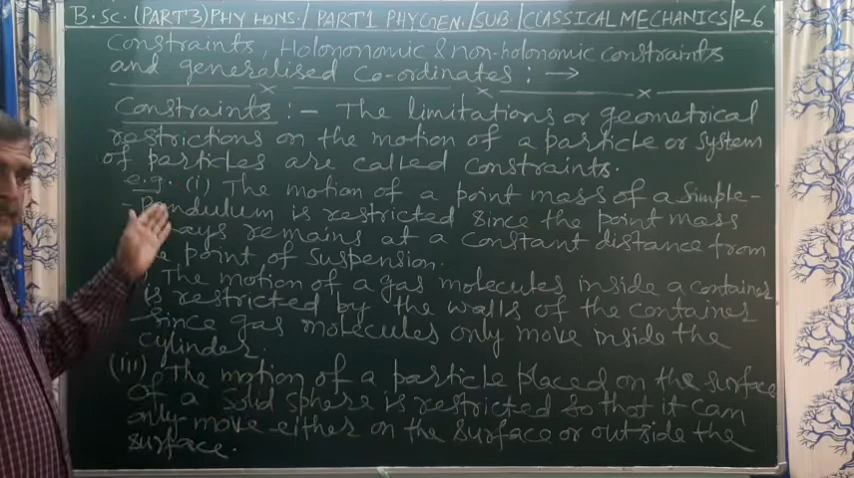 B.SC. (PART3) PHY HONS./ PART1 PHYGEN./SUB./CLASSICAL MECHANICS/P-6
Constraints, Holononomic & non-holonomic constraints
and generalised Co-ordinates : →
Constraints :- The limitations or geometrical
restrictions on the motion of a particle or system
of particles are called constraints.
e.g. (i) The motion of a point mass of a simple-
-Pendulum is restricted since the point mass
ays remains at a constant distance from
e point of suspension.
The motion of a gas molecules inside a container
is restricted by the walls of the container
since gas molecules only move inside the
cylinder.
(iii) The motion of a particle placed on the surface
of a solid sphere is restricted so that it can
only move either on the surface or outside the
surface.